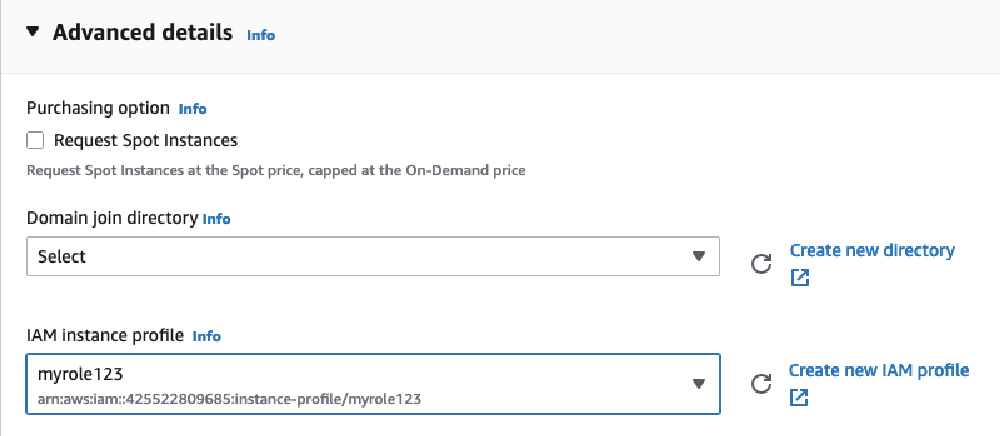 Advanced details Info
Purchasing option Info
Request Spot Instances
Request Spot Instances at the Spot price, capped at the On-Demand price
Domain join directory Info
Select
Create new directory
IAM instance profile Info
myrole123
arn:aws:iam::425522809685:instance-profile/myrole123
Create new IAM profile